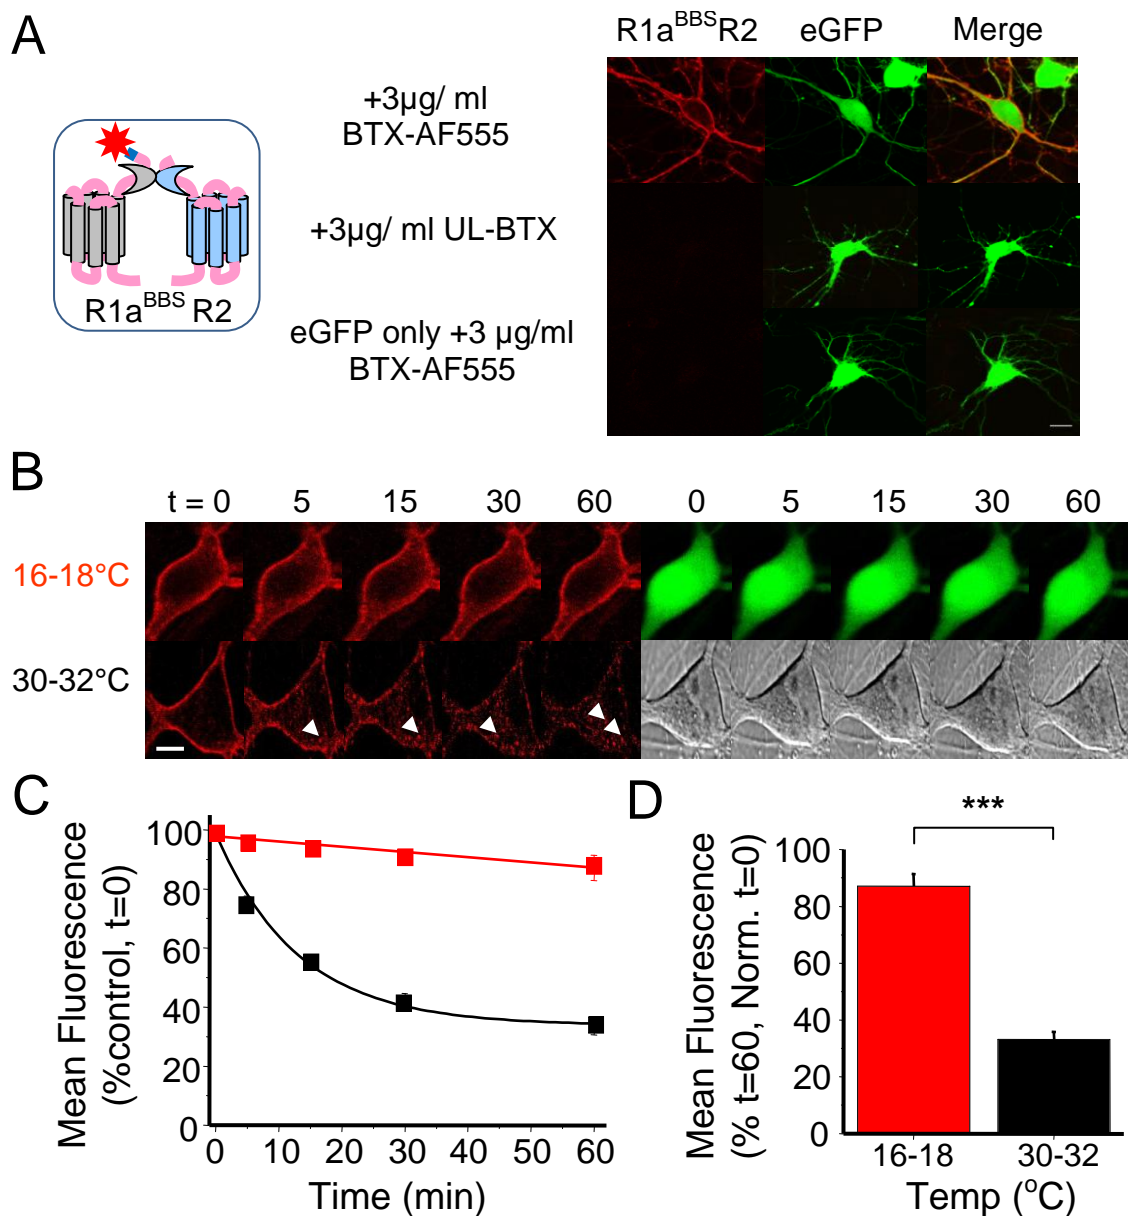 A
R1a^BBS R2 eGFP Merge
+3µg/ ml
BTX-AF555
+3µg/ ml UL-BTX
eGFP only +3 µg/ml
BTX-AF555
R1a^BBS R2
B
t = 0 5 15 30 60 0 5 15 30 60
16-18°C
30-32°C
C
Mean Fluorescence
(%control, t=0)
100
80
60
40
20
0
0 10 20 30 40 50 60
Time (min)
D
***
Mean Fluorescence
(% t=60, Norm. t=0)
100
80
60
40
20
0
16-18 30-32
Temp (°C)